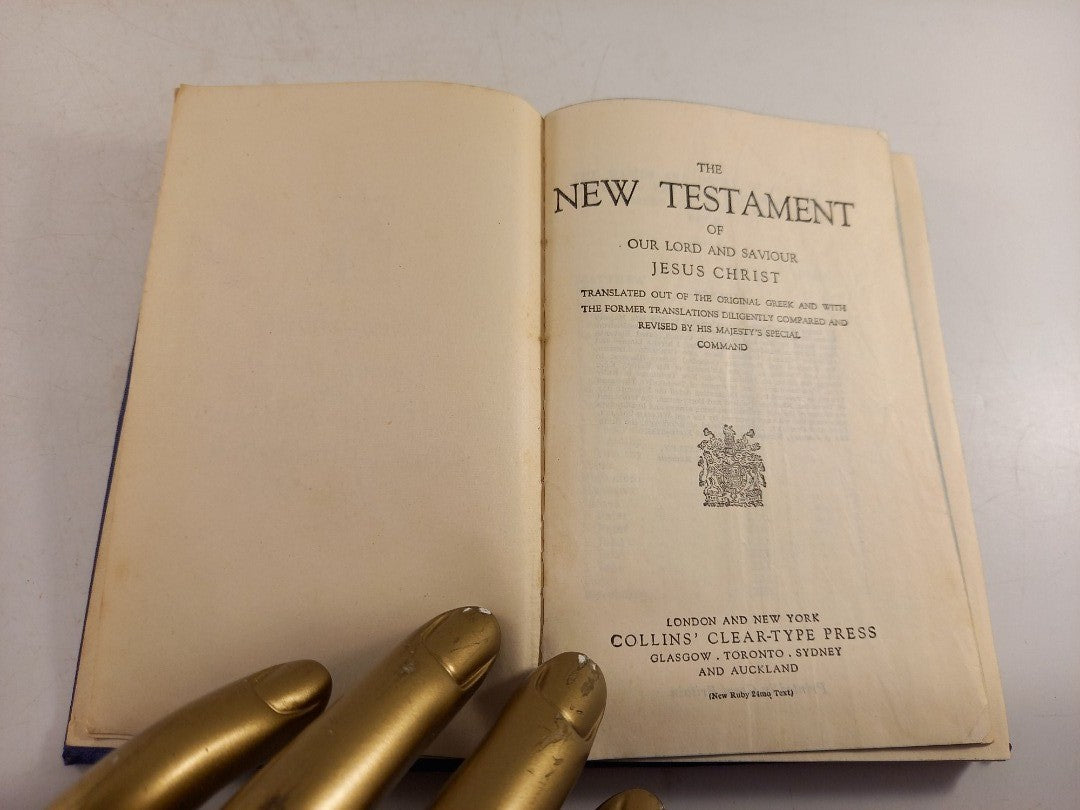 THE
NEW TESTAMENT
OF
OUR LORD AND SAVIOUR
JESUS CHRIST
TRANSLATED OUT OF THE ORIGINAL GREEK AND WITH
THE FORMER TRANSLATIONS DILIGENTLY COMPARED AND
REVISED BY HIS MAJESTY'S SPECIAL
COMMAND
LONDON AND NEW YORK
COLLINS' CLEAR-TYPE PRESS
GLASGOW . TORONTO . SYDNEY
AND AUCKLAND
(New Ruby 24mo Text)